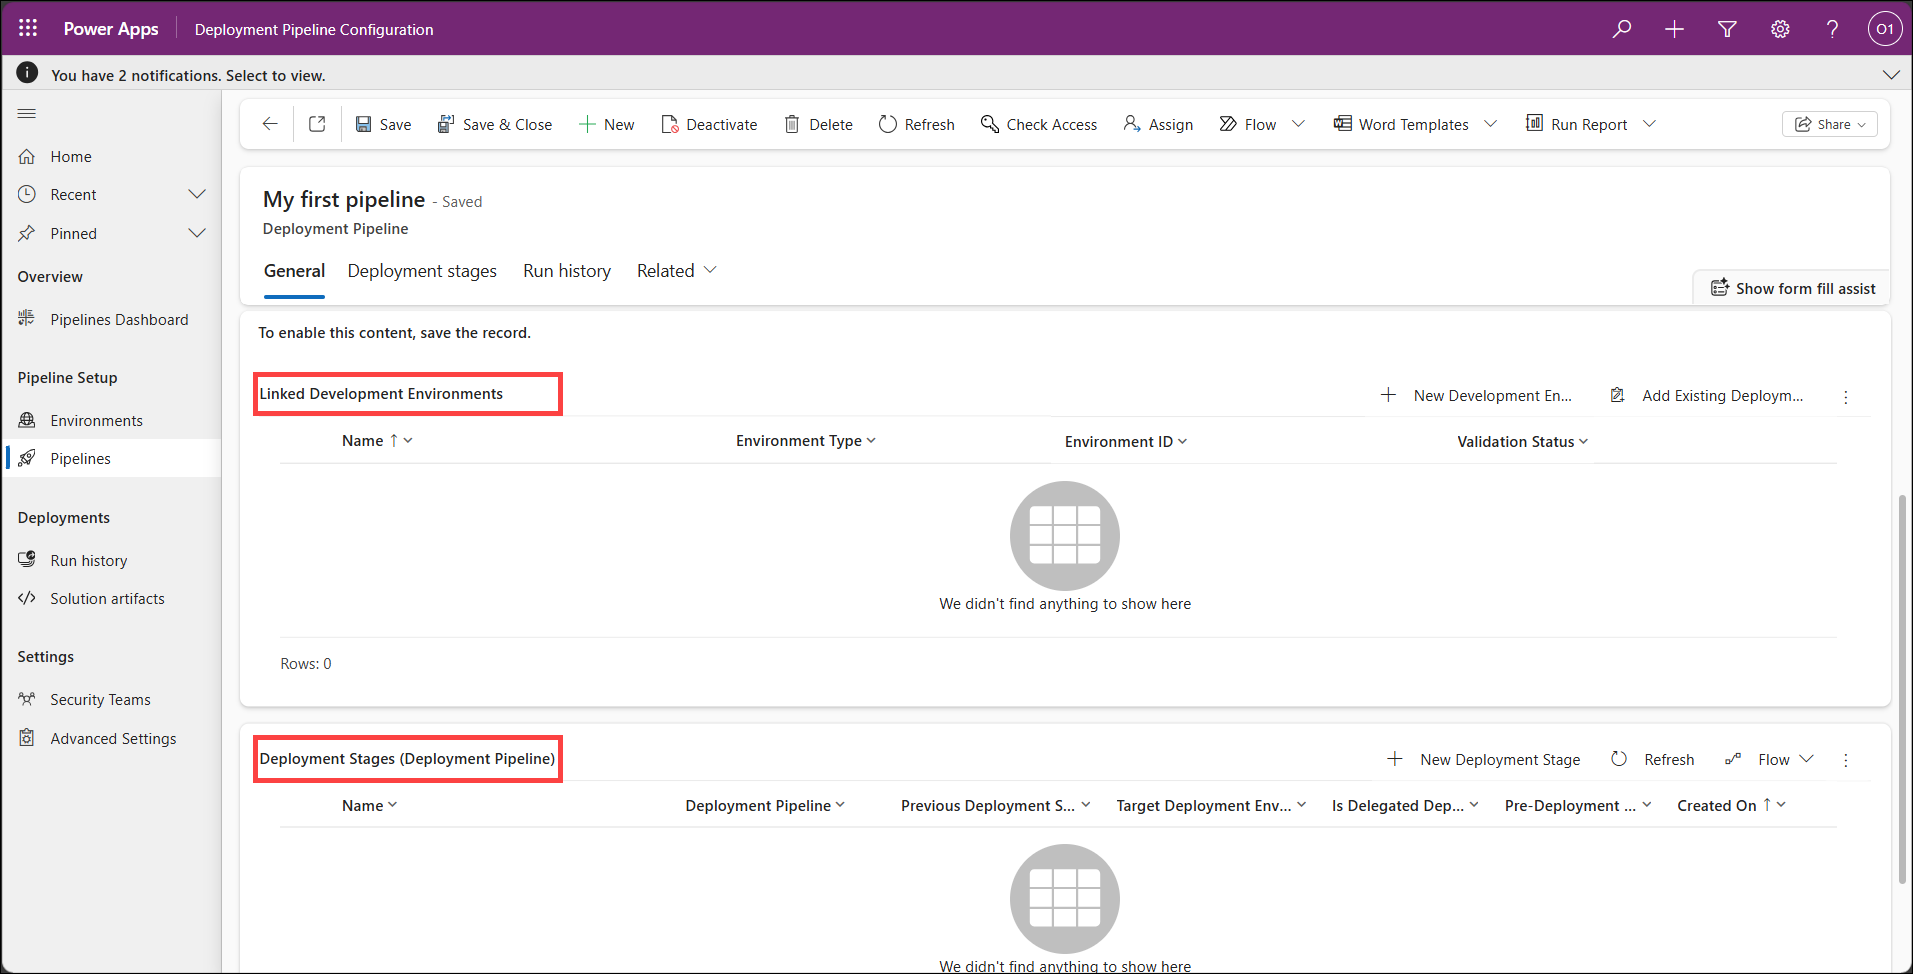 Power Apps Deployment Pipeline Configuration O1
You have 2 notifications. Select to view.
Save Save & Close New Deactivate Delete Refresh Check Access Assign Flow Word Templates Run Report Share
Home
Recent
Pinned
Overview
Pipelines Dashboard
Pipeline Setup
Environments
Pipelines
Deployments
Run history
Solution artifacts
Settings
Security Teams
Advanced Settings
My first pipeline - Saved
Deployment Pipeline
General Deployment stages Run history Related
Show form fill assist
To enable this content, save the record.
Linked Development Environments New Development En... Add Existing Deploym...
Name Environment Type Environment ID Validation Status
We didn't find anything to show here
Rows: 0
Deployment Stages (Deployment Pipeline) New Deployment Stage Refresh Flow
Name Deployment Pipeline Previous Deployment S... Target Deployment Env... Is Delegated Dep... Pre-Deployment ... Created On
We didn't find anything to show here